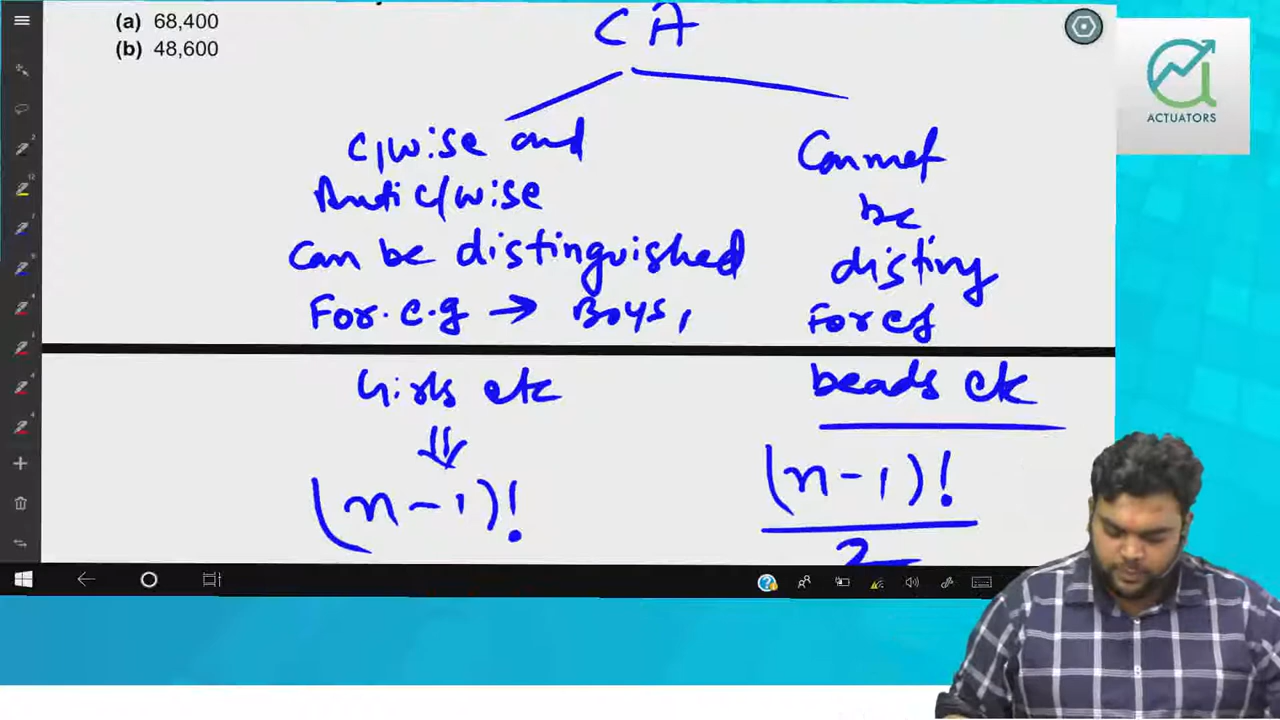 (a) 68,400
(b) 48,600
CA
C/wise and
Anti c/wise
Can be distinguished
For. e.g → Boys,
Girls etc
⇓
(n-1)!
Cannot
be
disting
For eg
beads etc
(n-1)!
2
ACTUATORS